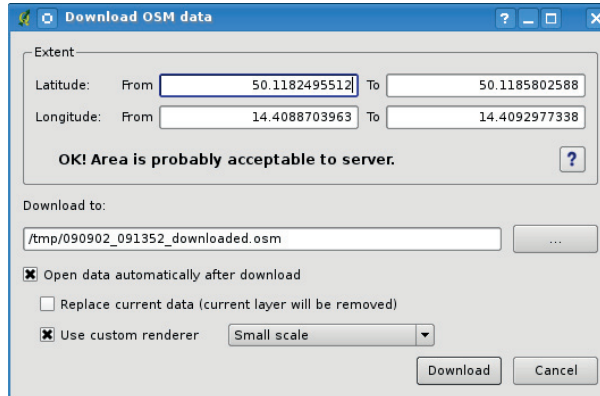 Download OSM data
Extent
Latitude: From 50.1182495512 To 50.1185802588
Longitude: From 14.4088703963 To 14.4092977338
OK! Area is probably acceptable to server. ?
Download to:
/tmp/090902_091352_downloaded.osm ...
Open data automatically after download
Replace current data (current layer will be removed)
Use custom renderer Small scale
Download Cancel